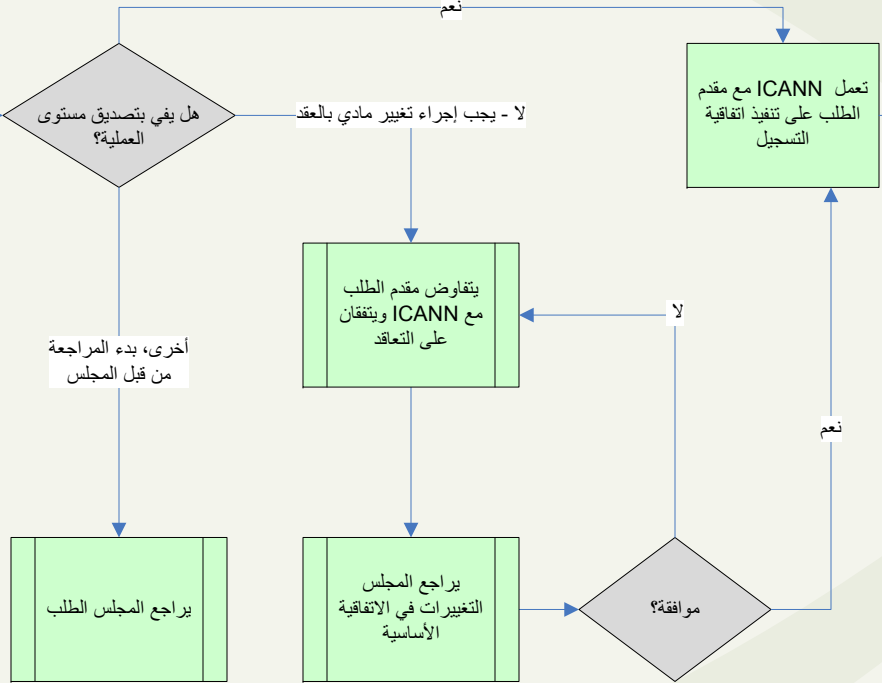 نعم
هل يفي بتصديق مستوى
العملية؟
لا - يجب إجراء تغيير مادي بالعقد
تعمل ICANN مع مقدم
الطلب على تنفيذ اتفاقية
التسجيل
يتفاوض مقدم الطلب
مع ICANN ويتفقان
على التعاقد
لا
أخرى، بدء المراجعة
من قبل المجلس
نعم
يراجع المجلس الطلب
يراجع المجلس
التغييرات في الاتفاقية
الأساسية
موافقة؟